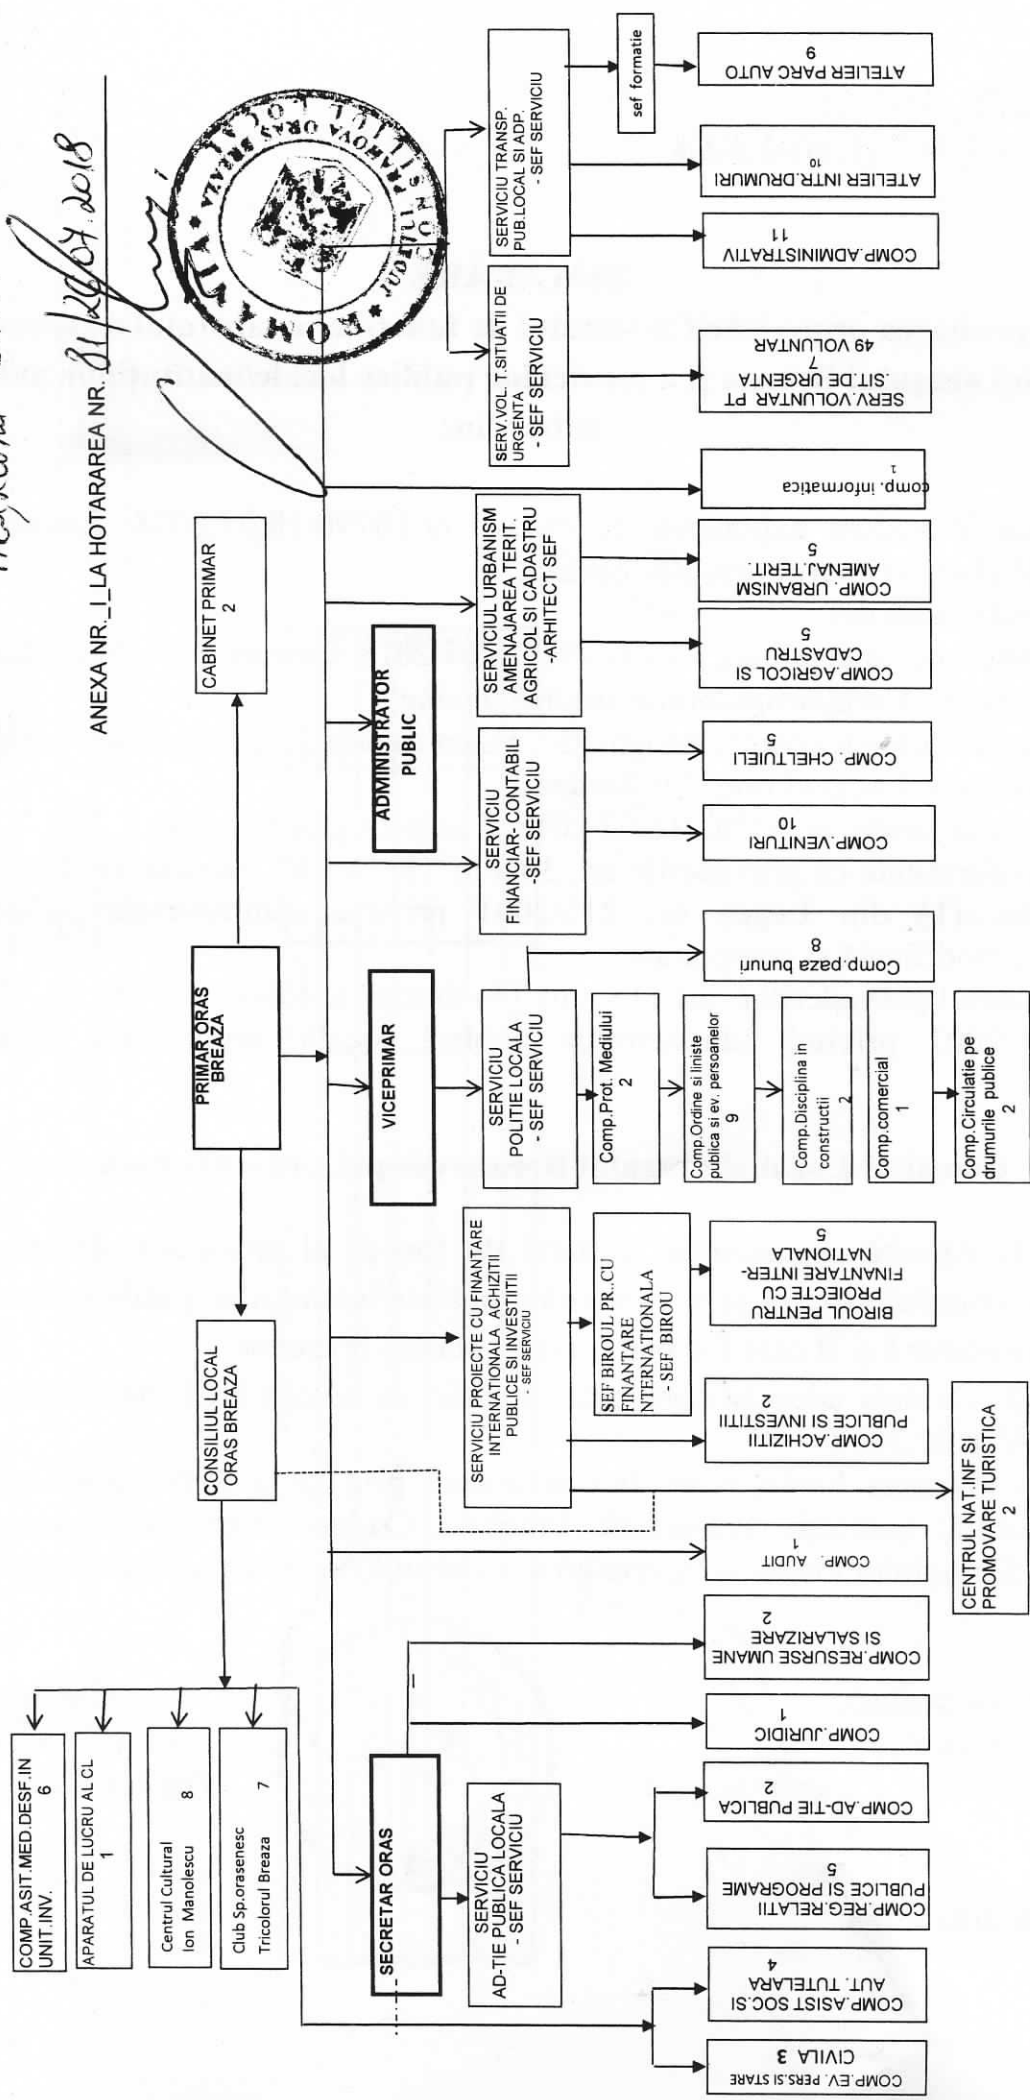 ANEXA NR._I_LA HOTARAREA NR. 81/26.07.2018
ROMANIA
JUDETUL PRAHOVA ORAS BREAZA
CONSILIUL LOCAL
PRIMAR ORAS
BREAZA
CABINET PRIMAR
2
CONSILIUL LOCAL
ORAS BREAZA
COMP.ASIT.MED.DESF.IN
UNIT.INV. 6
APARATUL DE LUCRU AL CL
1
Centrul Cultural
Ion Manolescu 8
Club Sp.orasenesc
Tricolorul Breaza 7
SECRETAR ORAS
VICEPRIMAR
ADMINISTRATOR
PUBLIC
SERVICIU
AD-TIE PUBLICA LOCALA
- SEF SERVICIU
SERVICIU PROIECTE CU FINANTARE
INTERNATIONALA ACHIZITII
PUBLICE SI INVESTITII
- SEF SERVICIU
SERVICIU
POLITIE LOCALA
- SEF SERVICIU
SERVICIU
FINANCIAR- CONTABIL
-SEF SERVICIU
SERVICIUL URBANISM
AMENAJAREA TERIT.
AGRICOL SI CADASTRU
-ARHITECT SEF
SERV.VOL.T.SITUATII DE
URGENTA
- SEF SERVICIU
SERVICIU TRANSP.
PUB.LOCAL SI ADP.
- SEF SERVICIU
SEF BIROUL PR..CU
FINANTARE
NTERNATIONALA
- SEF BIROU
Comp.Prot. Mediului
2
Comp.Ordine si liniste
publica si ev. persoanelor
9
Comp.Disciplina in
constructii 2
Comp.comercial
1
Comp.Circulatie pe
drumurile publice
2
sef formatie
COMP.EV. PERS.SI STARE
CIVILA 3
COMP.ASIST SOC.SI
AUT. TUTELARA
4
COMP.REG.RELATII
PUBLICE SI PROGRAME
5
COMP.AD-TIE PUBLICA
2
COMP.JURIDIC
1
COMP.RESURSE UMANE
SI SALARIZARE
2
COMP. AUDIT
1
COMP.ACHIZITII
PUBLICE SI INVESTITII
2
BIROUL PENTRU
PROIECTE CU
FINANTARE INTER-
NATIONALA
5
CENTRUL NAT.INF SI
PROMOVARE TURISTICA
2
Comp.paza bunuri
8
COMP.VENITURI
10
COMP. CHELTUIELI
5
COMP.AGRICOL SI
CADASTRU
5
COMP. URBANISM
AMENAJ.TERIT.
5
comp. informatica
1
SERV.VOLUNTAR PT
SIT.DE URGENTA
7
49 VOLUNTAR
COMP.ADMINISTRATIV
11
ATELIER INTR.DRUMURI
10
ATELIER PARC AUTO
9